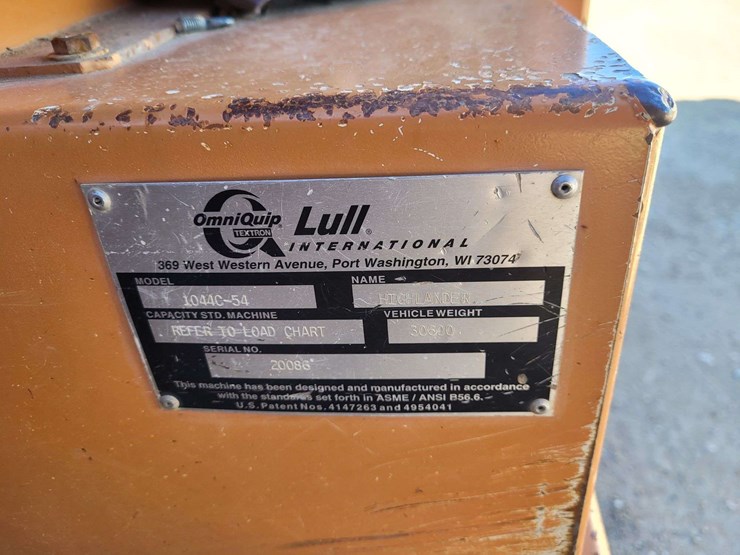 OmniQuip
TEXTRON
Lull®
INTERNATIONAL
369 West Western Avenue, Port Washington, WI 73074
MODEL NAME
1044C-54 HIGHLANDER
CAPACITY STD. MACHINE VEHICLE WEIGHT
REFER TO LOAD CHART
SERIAL NO.
20086
This machine has been designed and manufactured in accordance
with the standards set forth in ASME / ANSI B56.6.
U.S. Patent Nos. 4147263 and 4954041